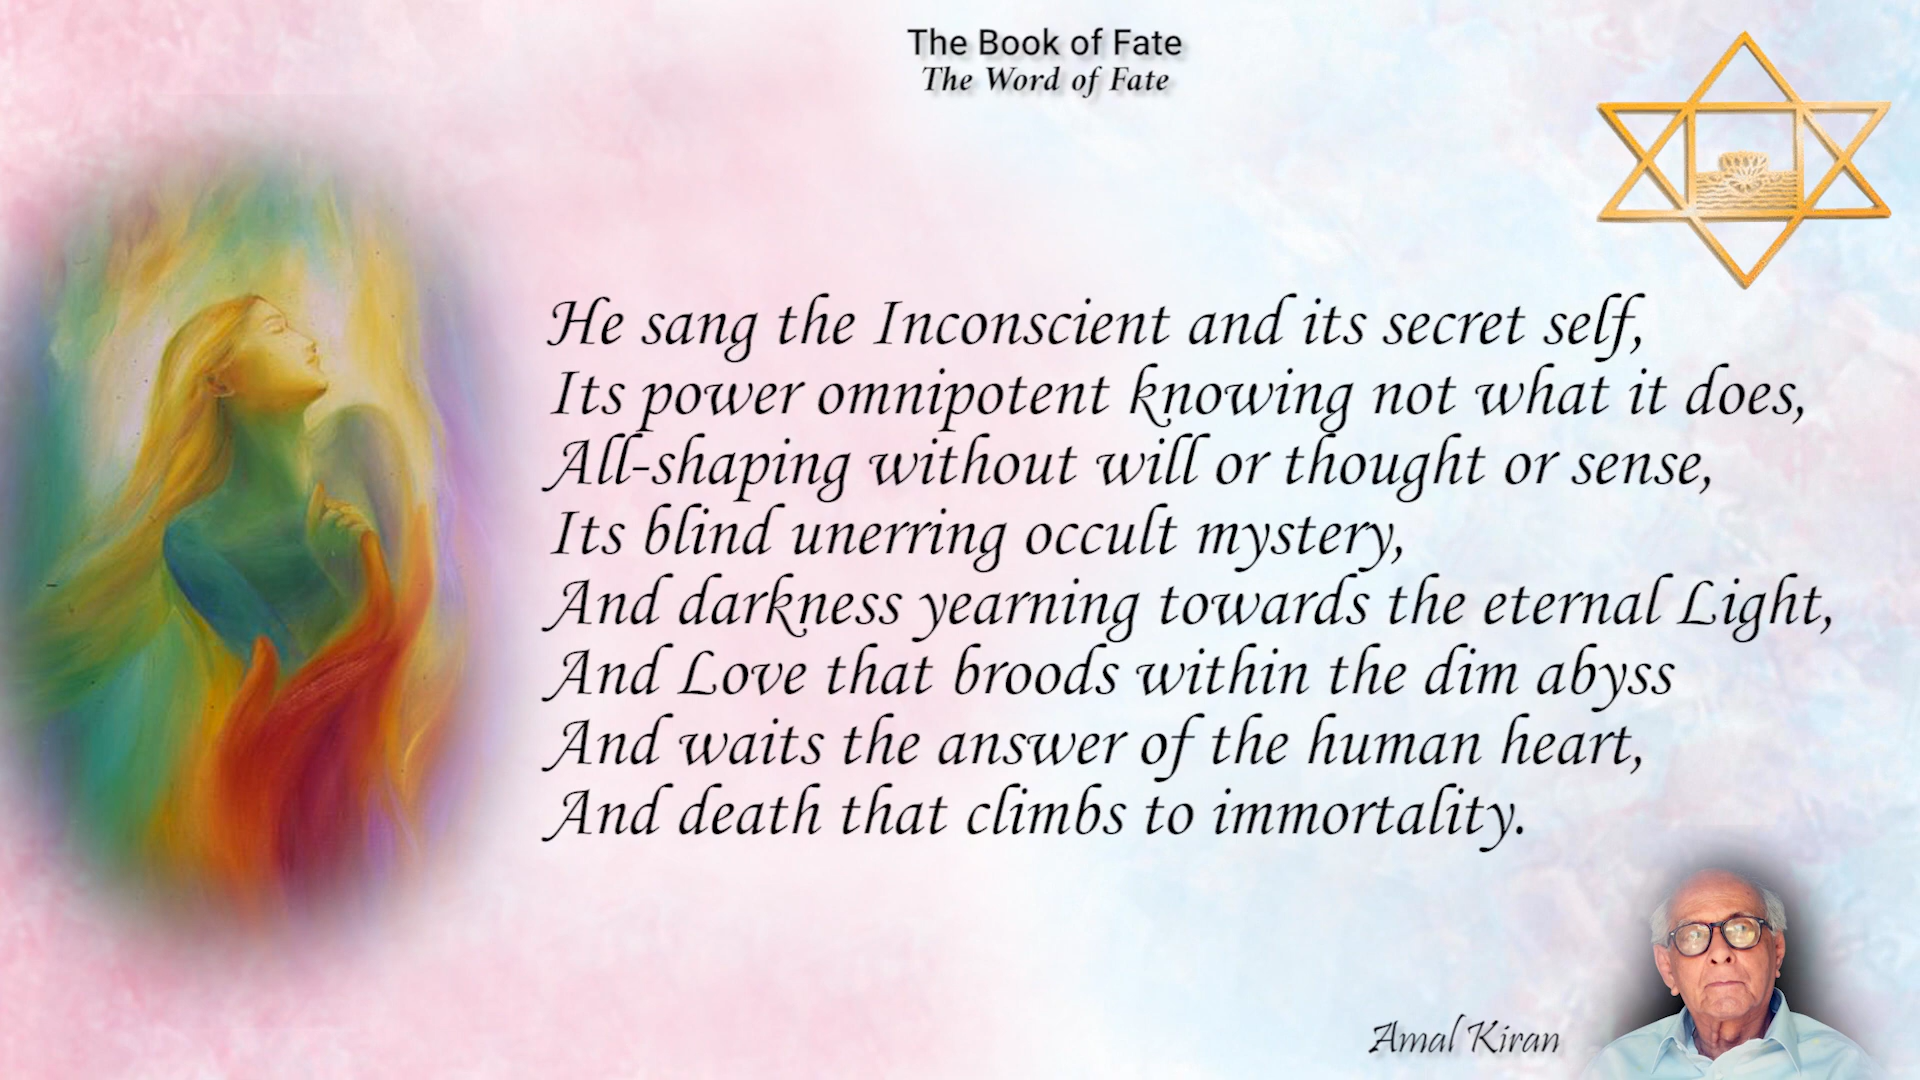 The Book of Fate
The Word of Fate
He sang the Inconscient and its secret self,
Its power omnipotent knowing not what it does,
All-shaping without will or thought or sense,
Its blind unerring occult mystery,
And darkness yearning towards the eternal Light,
And Love that broods within the dim abyss
And waits the answer of the human heart,
And death that climbs to immortality.
Amal Kiran